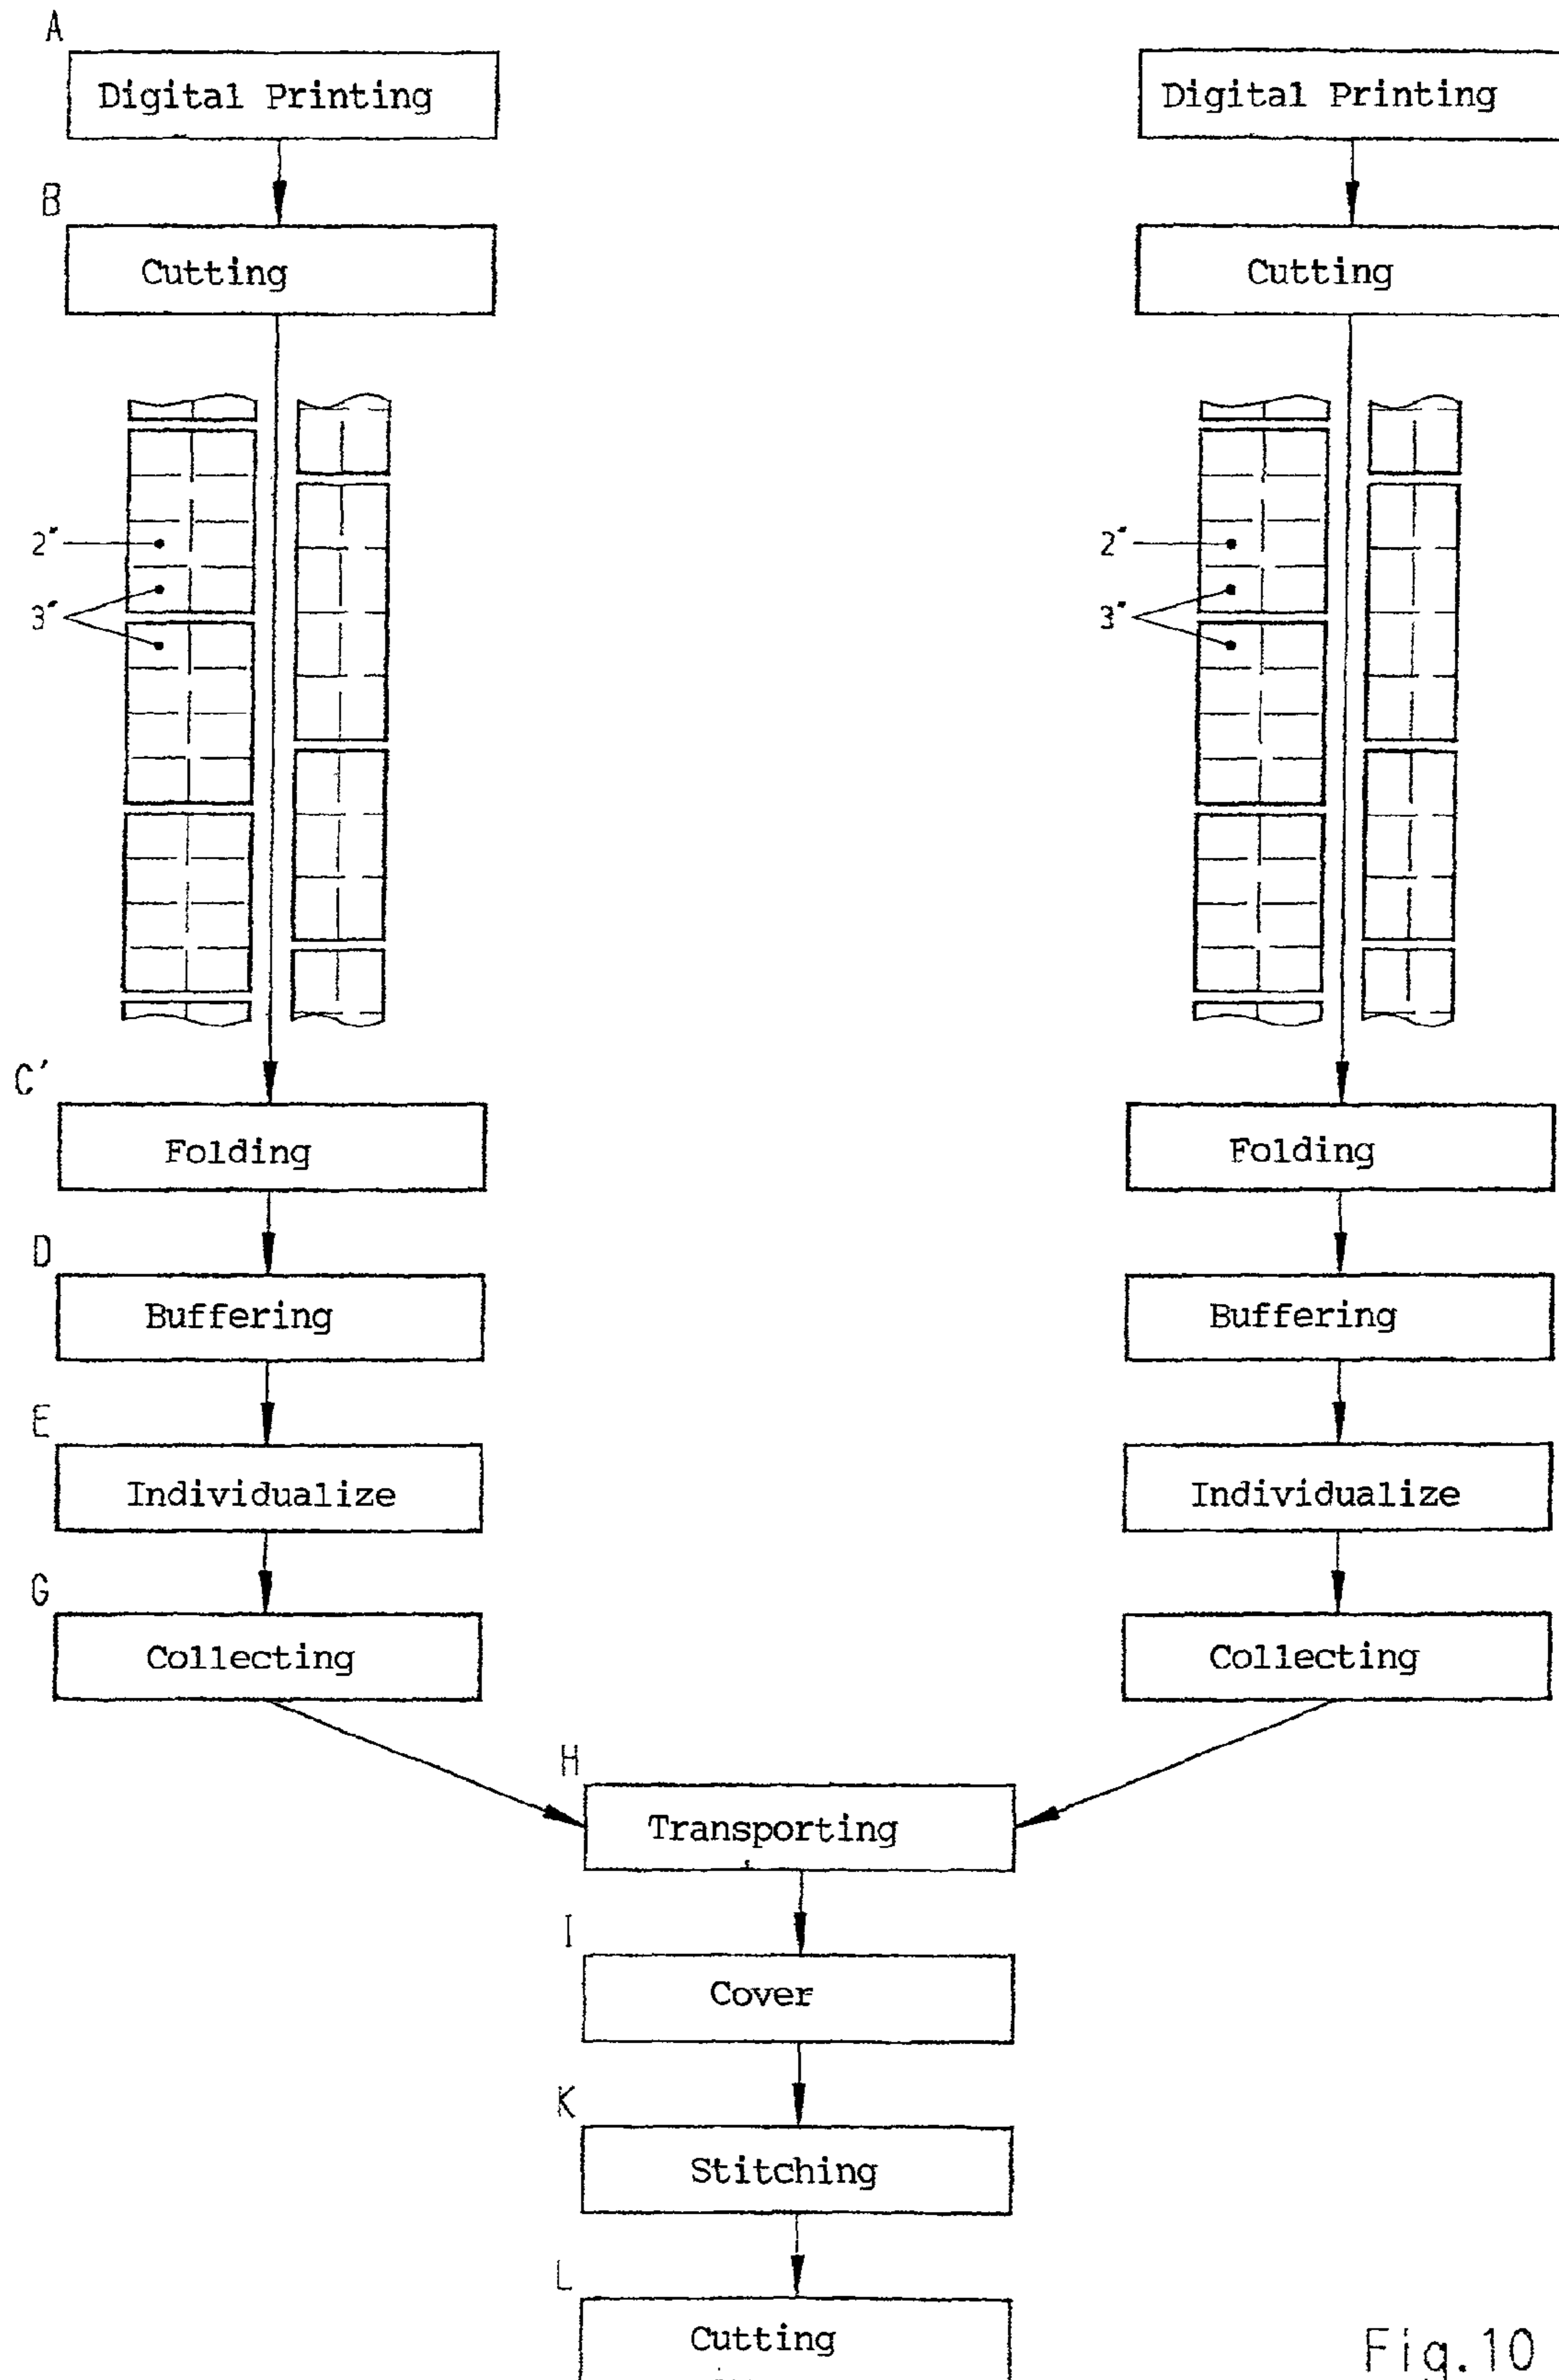 A
Digital Printing
Digital Printing
B
Cutting
Cutting
2"
2"
3"
3"
C'
Folding
Folding
D
Buffering
Buffering
E
Individualize
Individualize
G
Collecting
Collecting
H
Transporting
I
Cover
K
Stitching
L
Cutting
Fig.10